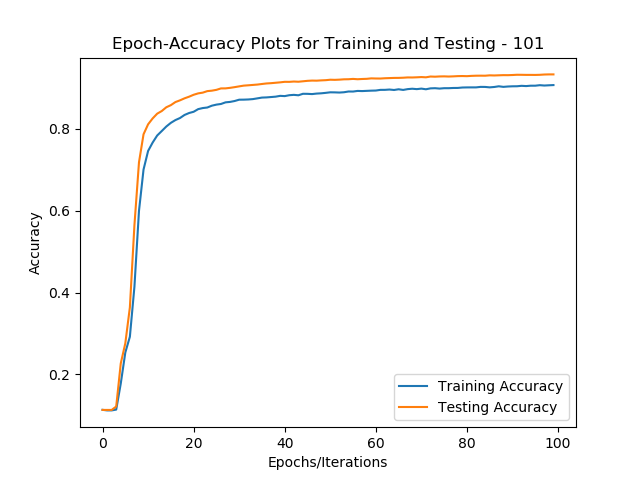 Epoch-Accuracy Plots for Training and Testing - 101
Accuracy
0.8
0.6
0.4
0.2
0 20 40 60 80 100
Epochs/Iterations
Training Accuracy
Testing Accuracy